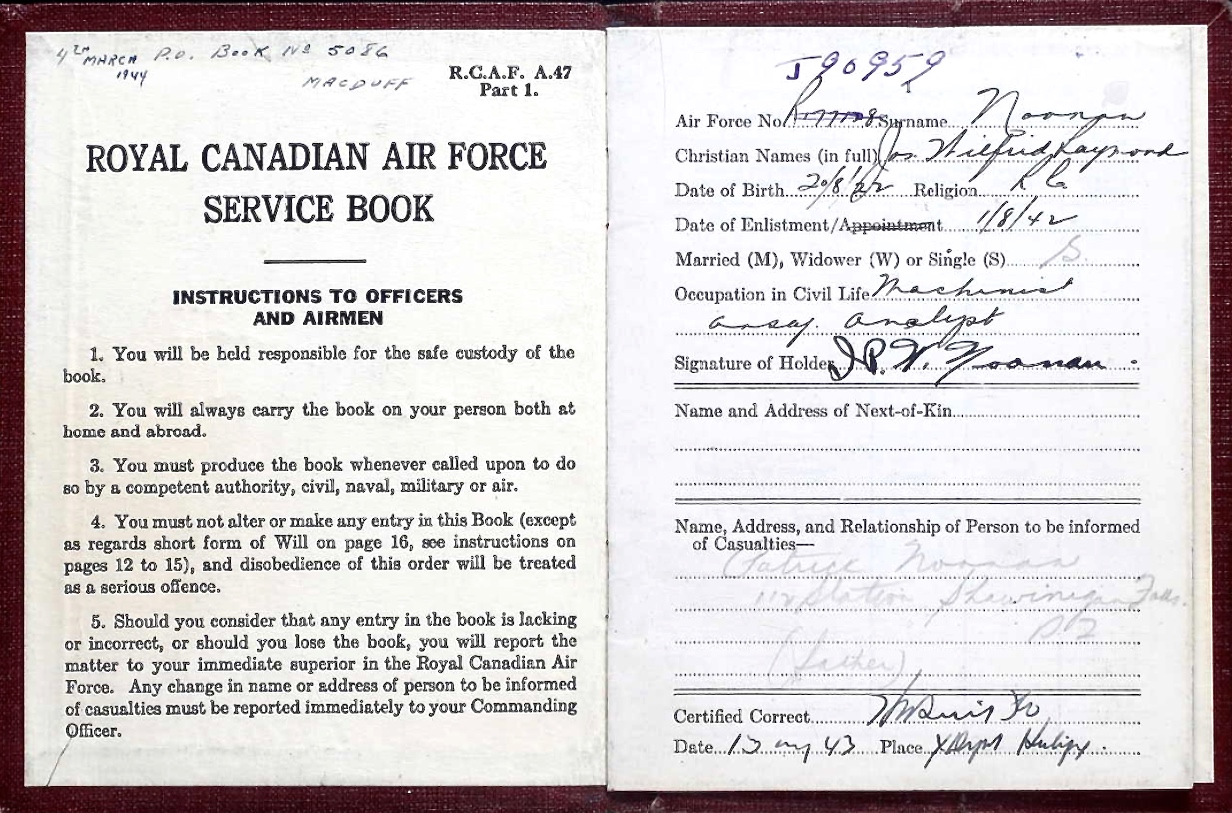 4TH MARCH 1944 P.O. BOOK No 5086
MACDUFF
R.C.A.F. A.47
Part 1.
ROYAL CANADIAN AIR FORCE
SERVICE BOOK
INSTRUCTIONS TO OFFICERS
AND AIRMEN
1. You will be held responsible for the safe custody of the
book.
2. You will always carry the book on your person both at
home and abroad.
3. You must produce the book whenever called upon to do
so by a competent authority, civil, naval, military or air.
4. You must not alter or make any entry in this Book (except
as regards short form of Will on page 16, see instructions on
pages 12 to 15), and disobedience of this order will be treated
as a serious offence.
5. Should you consider that any entry in the book is lacking
or incorrect, or should you lose the book, you will report the
matter to your immediate superior in the Royal Canadian Air
Force. Any change in name or address of person to be informed
of casualties must be reported immediately to your Commanding
Officer.
J90959
Air Force No. Surname Noonan
Christian Names (in full) Jos Wilfrid Raymond
Date of Birth 20/8/22 Religion R C
Date of Enlistment/Appointment 1/8/42
Married (M), Widower (W) or Single (S) S
Occupation in Civil Life Machinist
analyst
Signature of Holder Noonan
Name and Address of Next-of-Kin
Name, Address, and Relationship of Person to be informed
of Casualties—
Patrick Noonan
112 Station Shawinigan Falls
P Q
(father)
Certified Correct
Date 43 Place